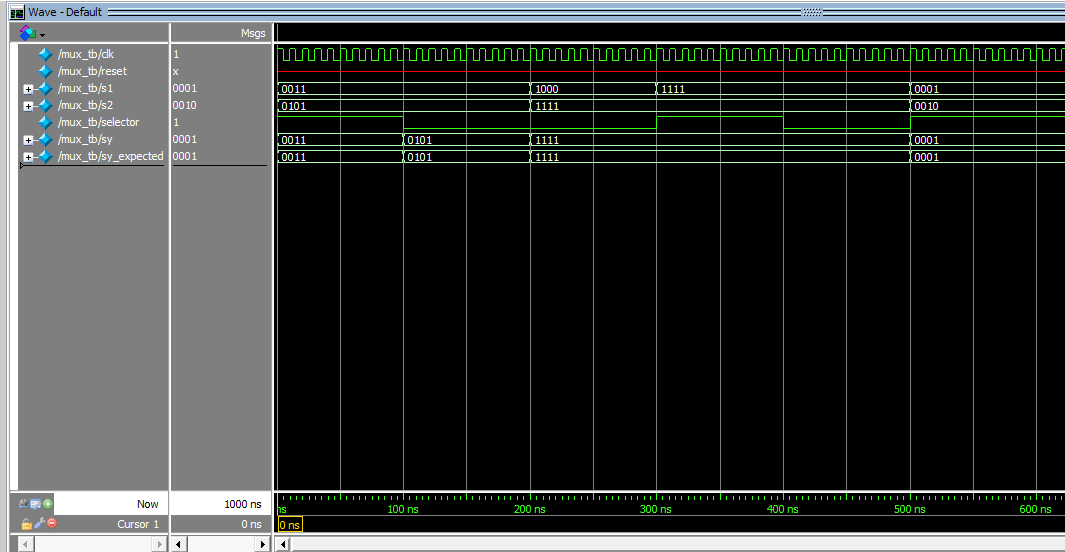 Wave - Default
Msgs
/mux_tb/clk 1
/mux_tb/reset x
/mux_tb/s1 0001 0011 1000 1111 0001
/mux_tb/s2 0010 0101 1111 0010
/mux_tb/selector 1
/mux_tb/sy 0001 0011 0101 1111 0001
/mux_tb/sy_expected 0001 0011 0101 1111 0001
Now 1000 ns ns 100 ns 200 ns 300 ns 400 ns 500 ns 600 ns
Cursor 1 0 ns 0 ns